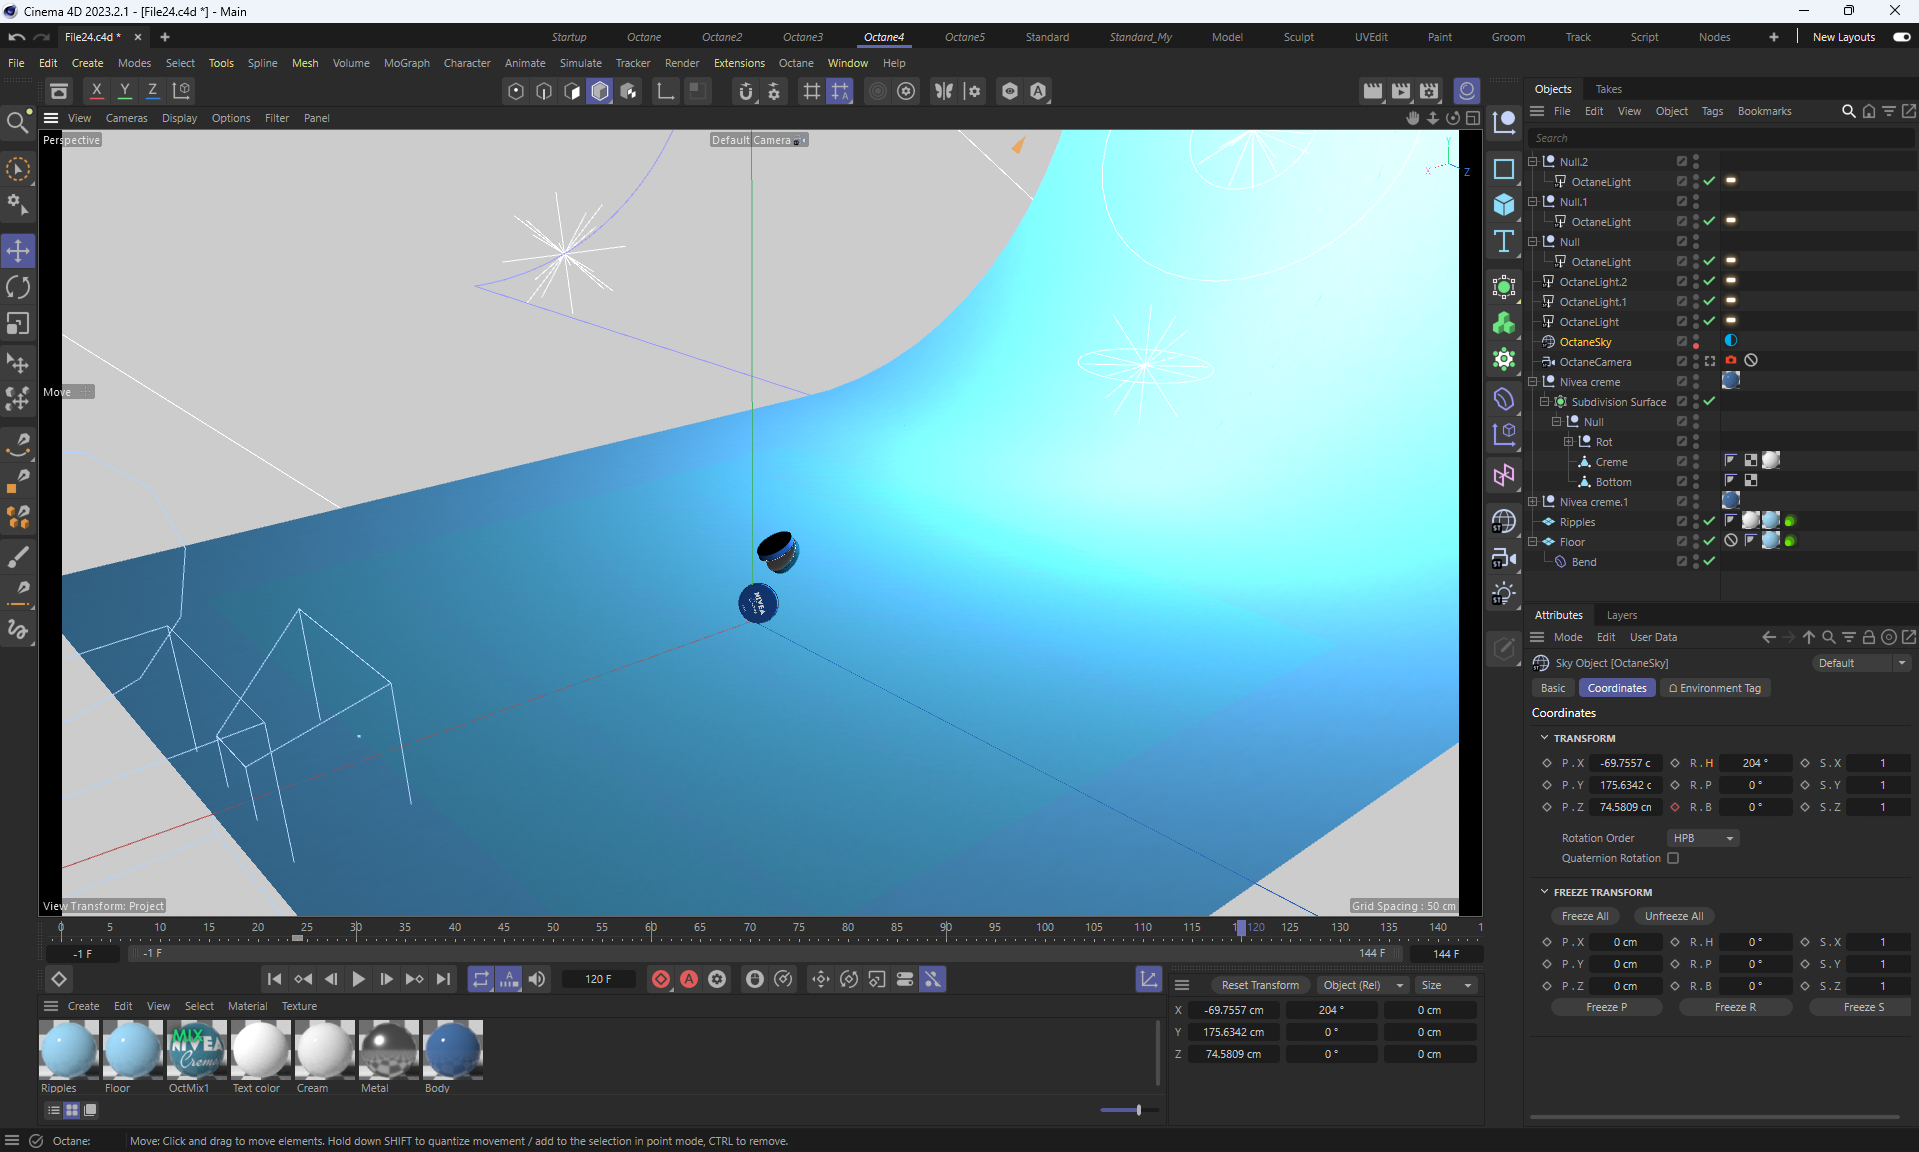 Cinema 4D 2023.2.1 - [File24.c4d *] - Main
File24.c4d *
Startup Octane Octane2 Octane3 Octane4 Octane5 Standard Standard_My Model Sculpt UVEdit Paint Groom Track Script Nodes New Layouts
File Edit Create Modes Select Tools Spline Mesh Volume MoGraph Character Animate Simulate Tracker Render Extensions Octane Window Help
X Y Z
View Cameras Display Options Filter Panel
Perspective
Default Camera
Y
X
Z
Move
NIVEA
View Transform: Project
Grid Spacing : 50 cm
0 5 10 15 20 25 30 35 40 45 50 55 60 65 70 75 80 85 90 95 100 105 110 115 120 125 130 135 140
-1 F
-1 F
144 F
144 F
120 F
Create Edit View Select Material Texture
MIX
NIVEA
Creme
Ripples Floor OctMix1 Text color Cream Metal Body
Reset Transform Object (Rel) Size
X -69.7557 cm 204 ° 0 cm
Y 175.6342 cm 0 ° 0 cm
Z 74.5809 cm 0 ° 0 cm
Octane: Move: Click and drag to move elements. Hold down SHIFT to quantize movement / add to the selection in point mode, CTRL to remove.
Objects Takes
File Edit View Object Tags Bookmarks
Search
Null.2
OctaneLight
Null.1
OctaneLight
Null
OctaneLight
OctaneLight.2
OctaneLight.1
OctaneLight
OctaneSky
OctaneCamera
Nivea creme
Subdivision Surface
Null
Rot
Creme
Bottom
Nivea creme.1
Ripples
Floor
Bend
Attributes Layers
Mode Edit User Data
Sky Object [OctaneSky] Default
Basic Coordinates Environment Tag
Coordinates
TRANSFORM
P . X -69.7557 c R . H 204 ° S . X 1
P . Y 175.6342 c R . P 0 ° S . Y 1
P . Z 74.5809 cn R . B 0 ° S . Z 1
Rotation Order HPB
Quaternion Rotation
FREEZE TRANSFORM
Freeze All Unfreeze All
P . X 0 cm R . H 0 ° S . X 1
P . Y 0 cm R . P 0 ° S . Y 1
P . Z 0 cm R . B 0 ° S . Z 1
Freeze P Freeze R Freeze S